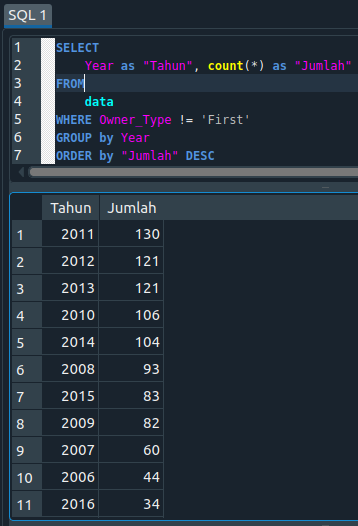 SQL 1
1 SELECT
2 Year as "Tahun", count(*) as "Jumlah"
3 FROM
4 data
5 WHERE Owner_Type != 'First'
6 GROUP by Year
7 ORDER by "Jumlah" DESC
Tahun Jumlah
1 2011 130
2 2012 121
3 2013 121
4 2010 106
5 2014 104
6 2008 93
7 2015 83
8 2009 82
9 2007 60
10 2006 44
11 2016 34